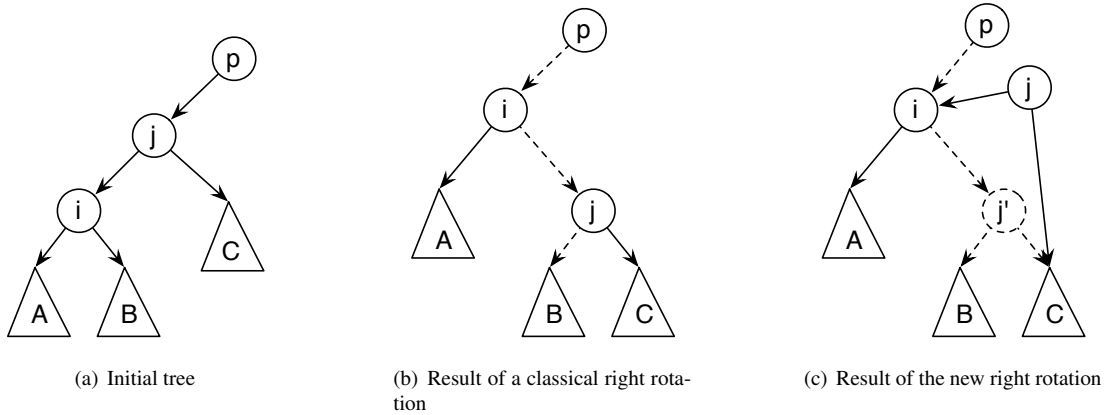 p
j
i
A
B
C
(a) Initial tree
p
i
A
j
B
C
(b) Result of a classical right rota-
tion
p
j
i
A
j'
B
C
(c) Result of the new right rotation